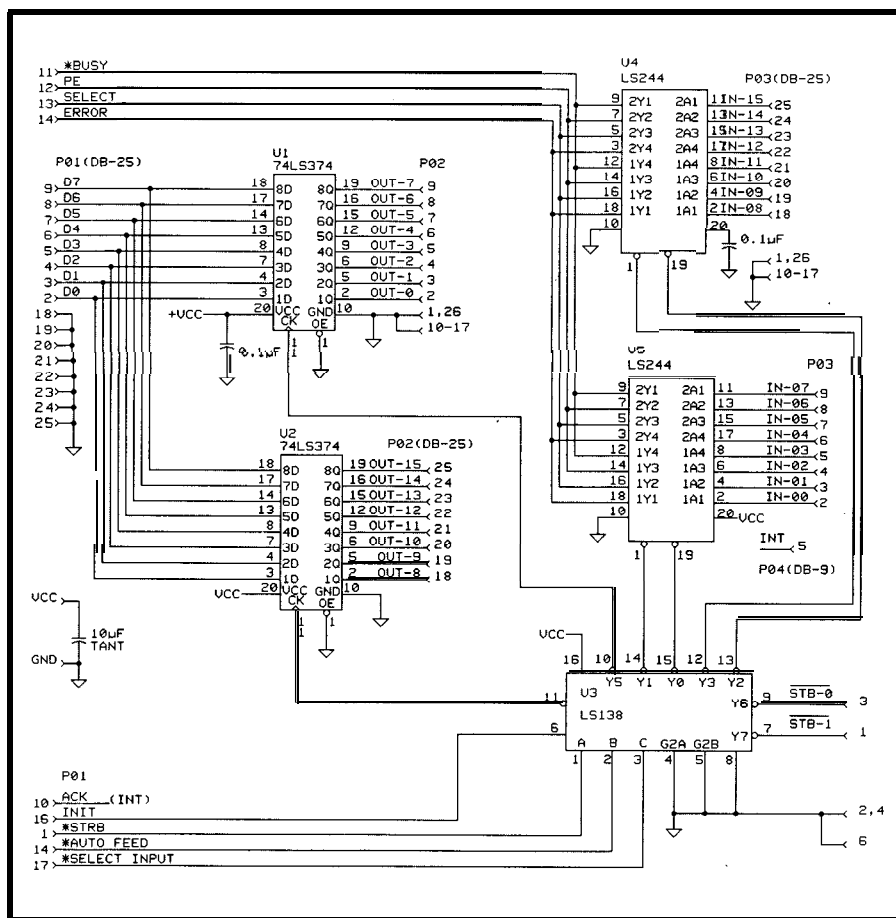 11 *BUSY
12 PE
13 SELECT
14 ERROR
U4
LS244
P03(DB-25)
9 2Y1 2A1 11 IN-15 25
7 2Y2 2A2 13 IN-14 24
5 2Y3 2A3 15 IN-13 23
3 2Y4 2A4 17 IN-12 22
12 1Y4 1A4 8 IN-11 21
14 1Y3 1A3 6 IN-10 20
16 1Y2 1A2 4 IN-09 19
18 1Y1 1A1 2 IN-08 18
10 20
0.1µF
1 19
1,26
10-17
P01(DB-25)
U1
74LS374
P02
9 D7 18 8D 8Q 19 OUT-7 9
8 D6 17 7D 7Q 16 OUT-6 8
7 D5 14 6D 6Q 15 OUT-5 7
6 D4 13 5D 5Q 12 OUT-4 6
5 D3 8 4D 4Q 9 OUT-3 5
4 D2 7 3D 3Q 6 OUT-2 4
3 D1 4 2D 2Q 5 OUT-1 3
2 D0 3 1D 1Q 2 OUT-0 2
+VCC 20 VCC GND 10 1,26
CK OE 10-17
1 1
1
0.1µF
18
19
20
21
22
23
24
25
U5
LS244
P03
9 2Y1 2A1 11 IN-07 9
7 2Y2 2A2 13 IN-06 8
5 2Y3 2A3 15 IN-05 7
3 2Y4 2A4 17 IN-04 6
12 1Y4 1A4 8 IN-03 5
14 1Y3 1A3 6 IN-02 4
16 1Y2 1A2 4 IN-01 3
18 1Y1 1A1 2 IN-00 2
10 20 VCC
1 19
INT 5
P04(DB-9)
U2
74LS374
P02(DB-25)
18 8D 8Q 19 OUT-15 25
17 7D 7Q 16 OUT-14 24
14 6D 6Q 15 OUT-13 23
13 5D 5Q 12 OUT-12 22
8 4D 4Q 9 OUT-11 21
7 3D 3Q 6 OUT-10 20
4 2D 2Q 5 OUT-9 19
3 1D 1Q 2 OUT-8 18
VCC 20 VCC GND 10
CK OE
1 1
1
VCC
10µF
TANT
GND
VCC
16 10 14 15 12 13
Y5 Y1 Y0 Y3 Y2
11 U3 Y6 9 STB-0 3
LS138
6 Y7 7 STB-1 1
A B C G2A G2B
1 2 3 4 5 8
2,4
6
P01
10 ACK (INT)
16 INIT
1 *STRB
14 *AUTO FEED
17 *SELECT INPUT